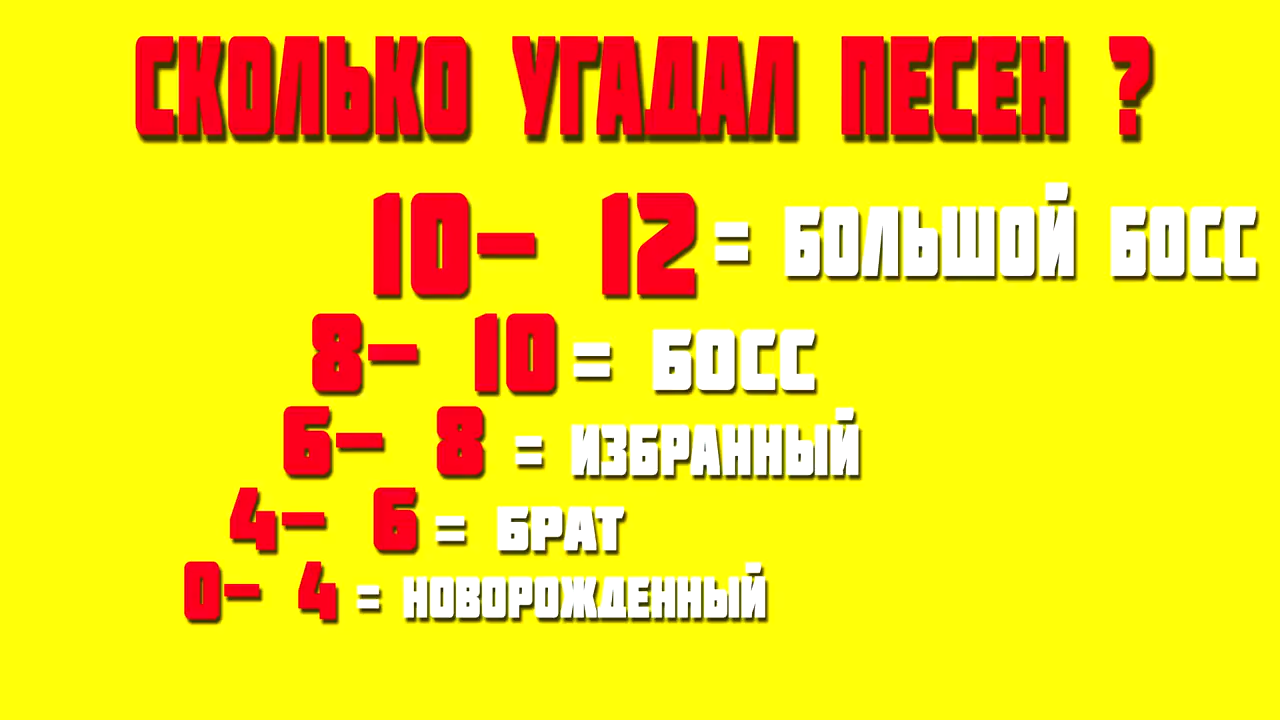 СКОЛЬКО УГАДАЛ ПЕСЕН ?
10- 12 = БОЛЬШОЙ БОСС
8- 10 = БОСС
6- 8 = ИЗБРАННЫЙ
4- 6 = БРАТ
0- 4 = НОВОРОЖДЕННЫЙ